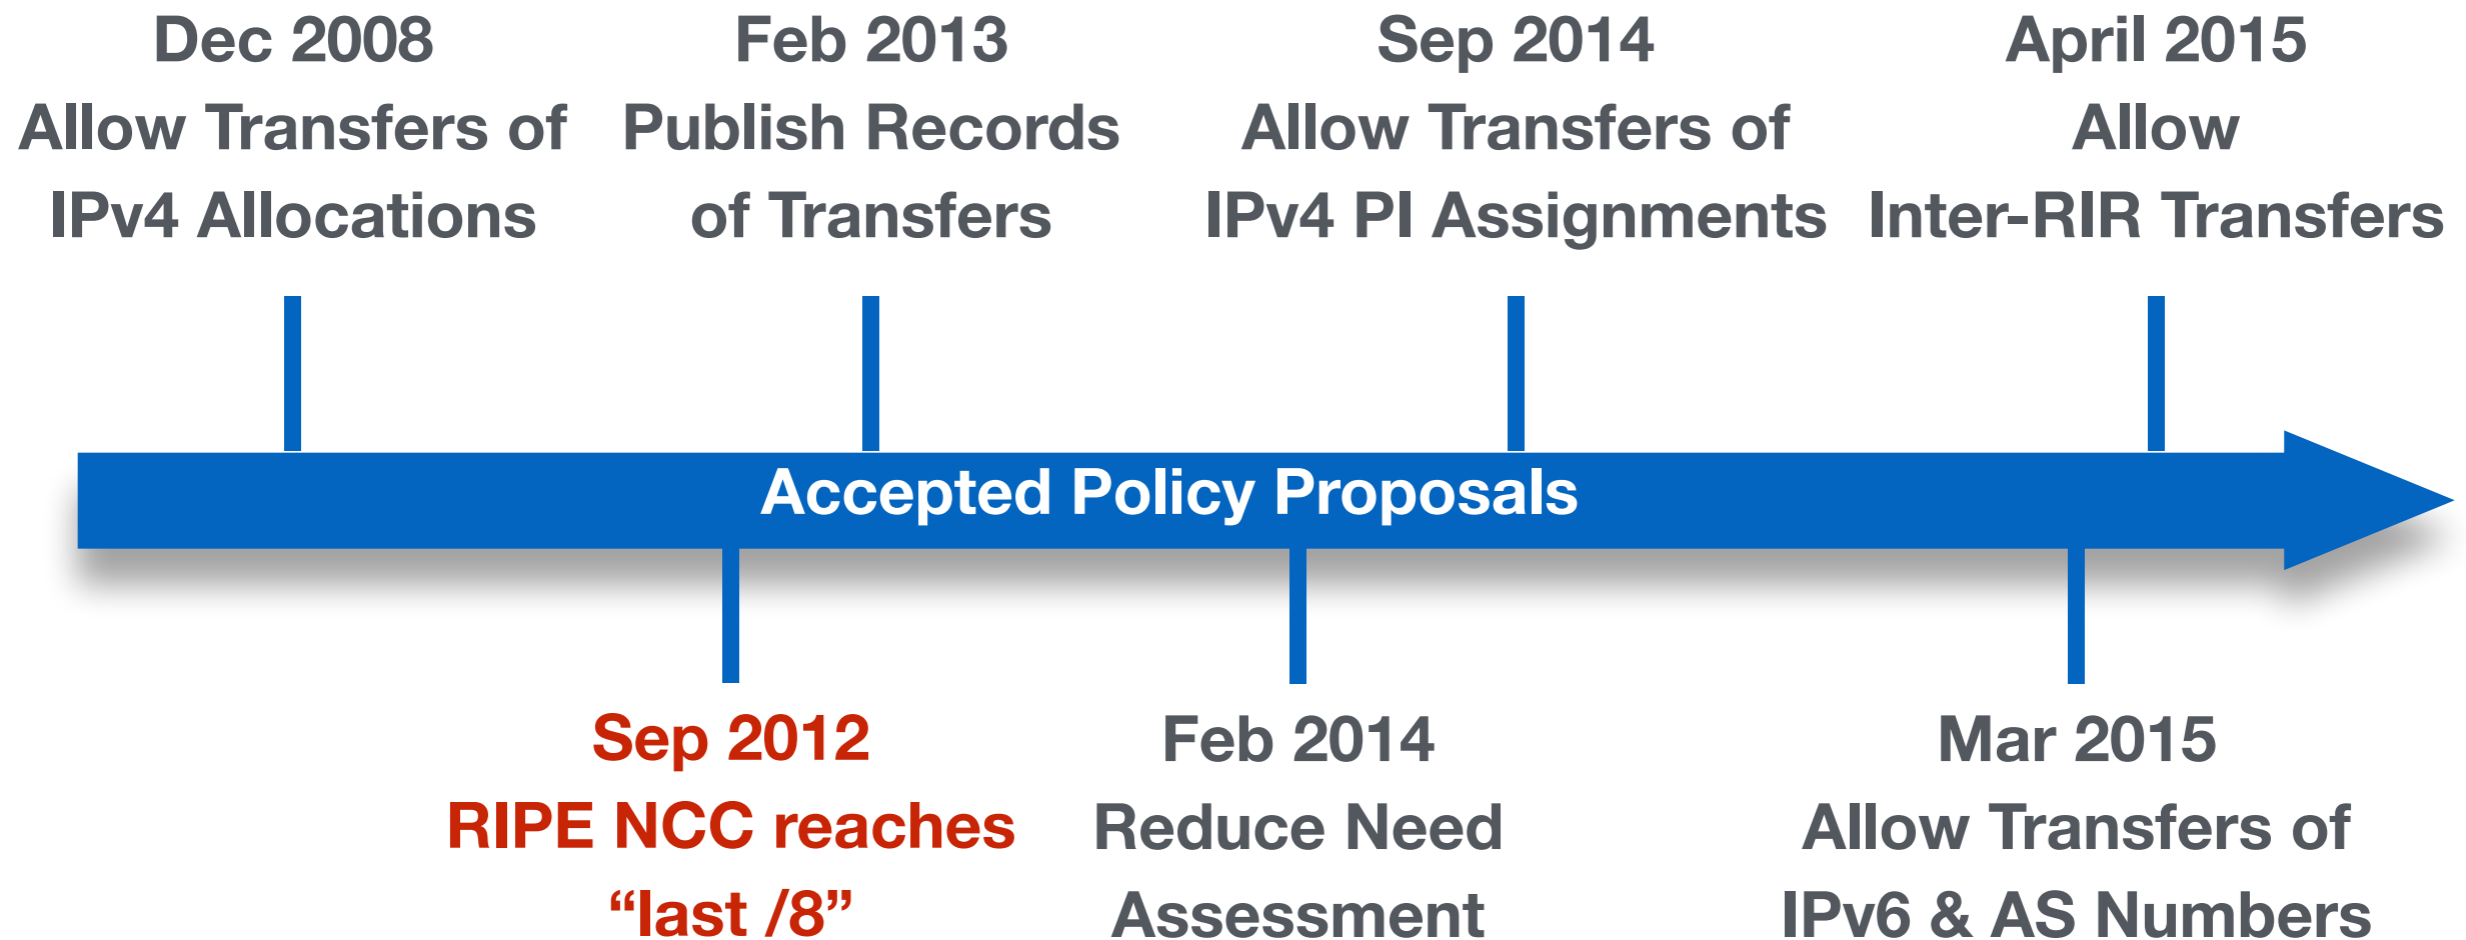 Dec 2008
Allow Transfers of
IPv4 Allocations
Feb 2013
Publish Records
of Transfers
Sep 2014
Allow Transfers of
IPv4 PI Assignments
April 2015
Allow
Inter-RIR Transfers
Accepted Policy Proposals
Sep 2012
RIPE NCC reaches
“last /8”
Feb 2014
Reduce Need
Assessment
Mar 2015
Allow Transfers of
IPv6 & AS Numbers